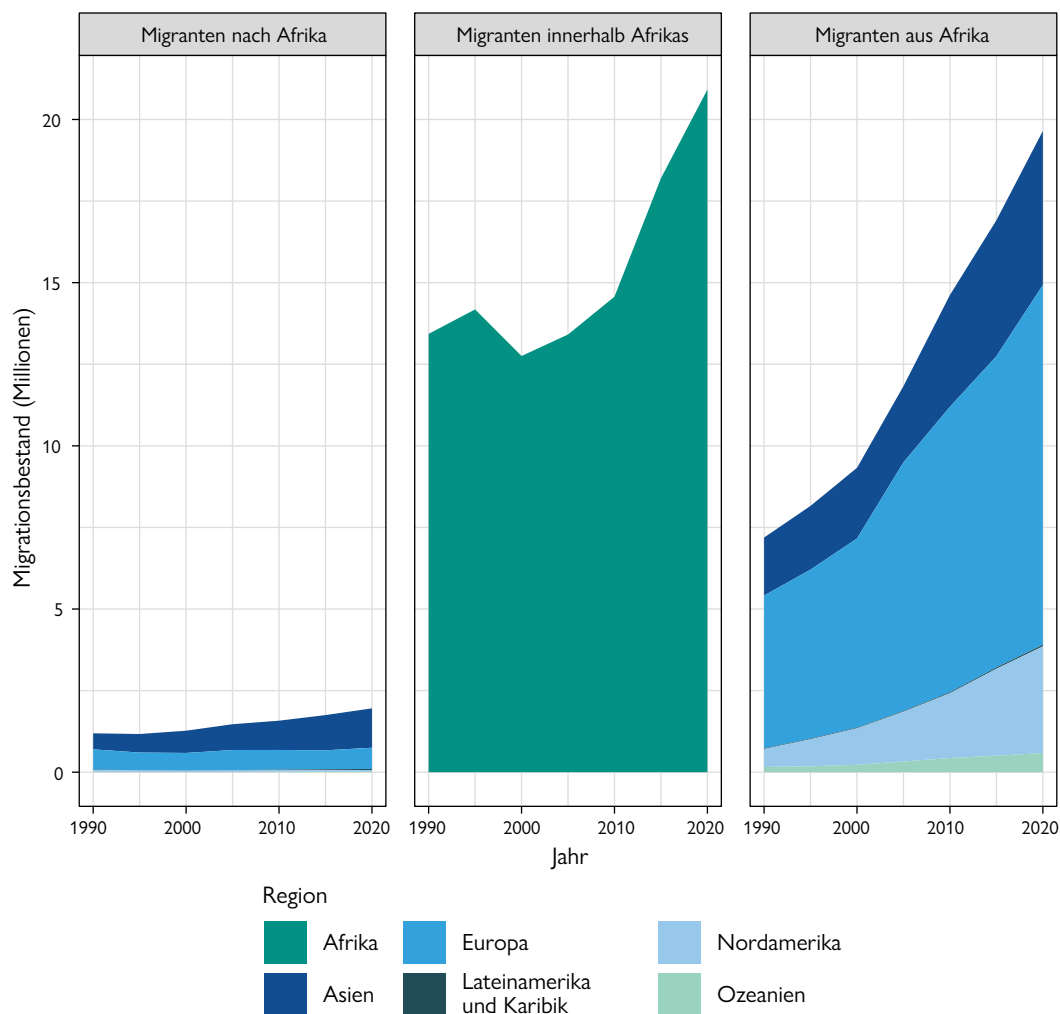 Migranten nach Afrika
Migranten innerhalb Afrikas
Migranten aus Afrika
Migrationsbestand (Millionen)
20
15
10
5
0
1990
2000
2010
2020
1990
2000
2010
2020
1990
2000
2010
2020
Jahr
Region
Afrika
Europa
Nordamerika
Asien
Lateinamerika
und Karibik
Ozeanien